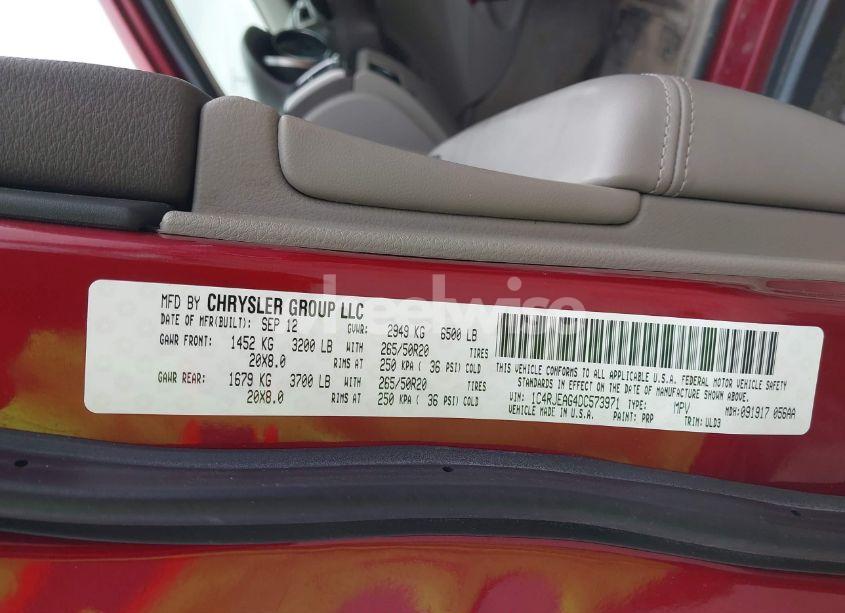 MFD BY CHRYSLER GROUP LLC
DATE OF MFR(BUILT): SEP 12 GVWR: 2949 KG 6500 LB
GAWR FRONT: 1452 KG 3200 LB WITH 265/50R20 TIRES
20X8.0 RIMS AT 250 KPA ( 36 PSI) COLD
GAWR REAR: 1679 KG 3700 LB WITH 265/50R20 TIRES
20X8.0 RIMS AT 250 KPA ( 36 PSI) COLD
THIS VEHICLE CONFORMS TO ALL APPLICABLE U.S.A. FEDERAL MOTOR VEHICLE SAFETY
STANDARDS IN EFFECT ON THE DATE OF MANUFACTURE SHOWN ABOVE.
VIN: 1C4RJEAG4DC573971 TYPE: MPV MDH: 091917 056AA
VEHICLE MADE IN U.S.A. PAINT: PRP TRIM: ULD3